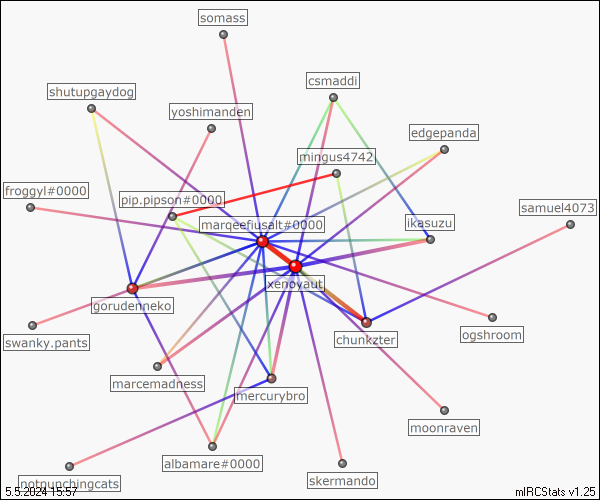 somass
csmaddi
shutupgaydog
yoshimanden
edgepanda
mingus4742
froggyl#0000
pip.pipson#0000
samuel4073
marqeefiusalt#0000
ikasuzu
xenoyaut
gorudenneko
ogshroom
swanky.pants
chunkzter
marcemadness
mercurybro
moonraven
albamare#0000
skermando
notpunchingcats
5.5.2024 15:57
mIRCStats v1.25